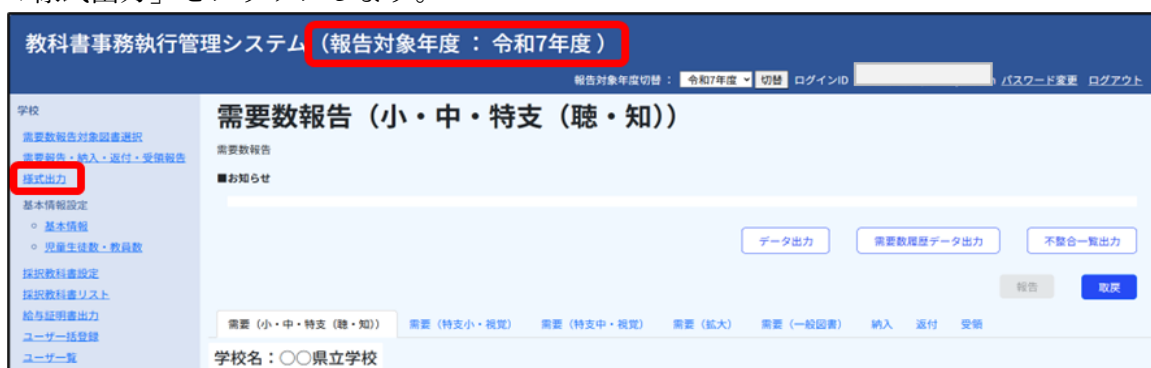 「様式出力」をクリックします。
教科書事務執行管理システム（報告対象年度 ： 令和7年度 ）
報告対象年度切替： 令和7年度 切替 ログインID パスワード変更 ログアウト
学校
需要数報告対象図書選択
需要報告・納入・返付・受領報告
様式出力
基本情報設定
基本情報
児童生徒数・教員数
採択教科書設定
採択教科書リスト
給与証明書出力
ユーザー括登録
ユーザ一覧
需要数報告（小・中・特支（聴・知））
需要数報告
■お知らせ
データ出力 需要数履歴データ出力 不整合一覧出力
報告 取戻
需要（小・中・特支（聴・知）） 需要（特支小・視覚） 需要（特支中・視覚） 需要（拡大） 需要（一般図書） 納入 返付 受領
学校名：○○県立学校